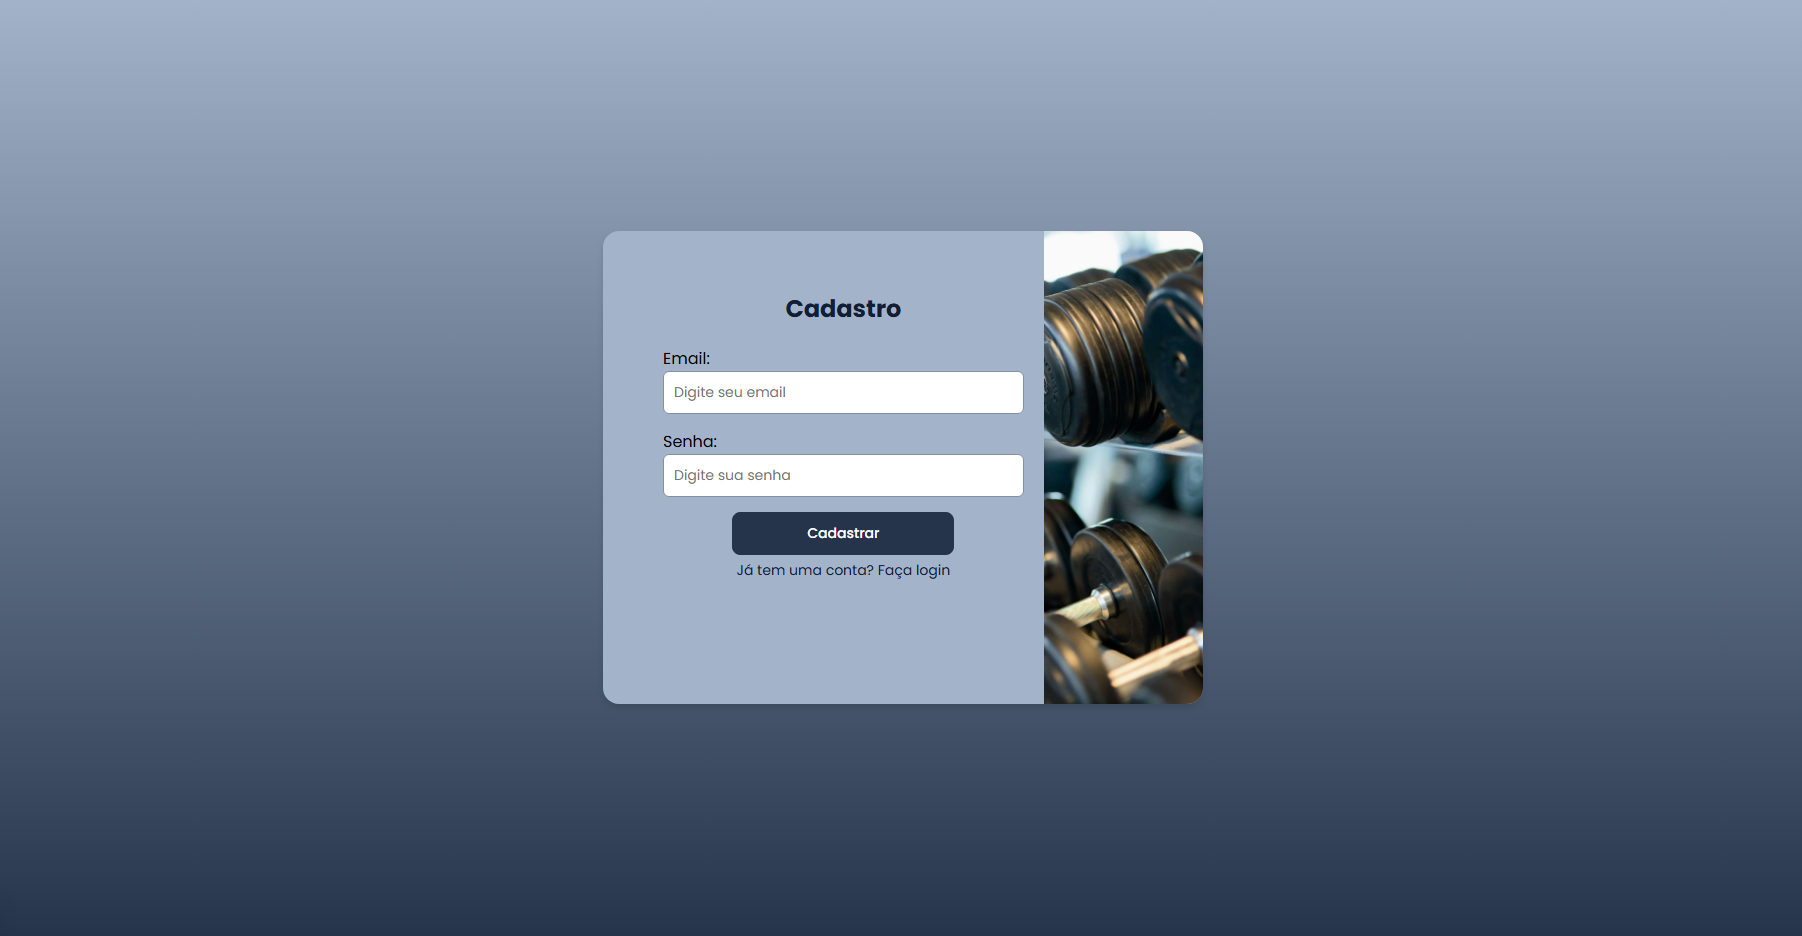 Cadastro
Email:
Digite seu email
Senha:
Digite sua senha
Cadastrar
Já tem uma conta? Faça login